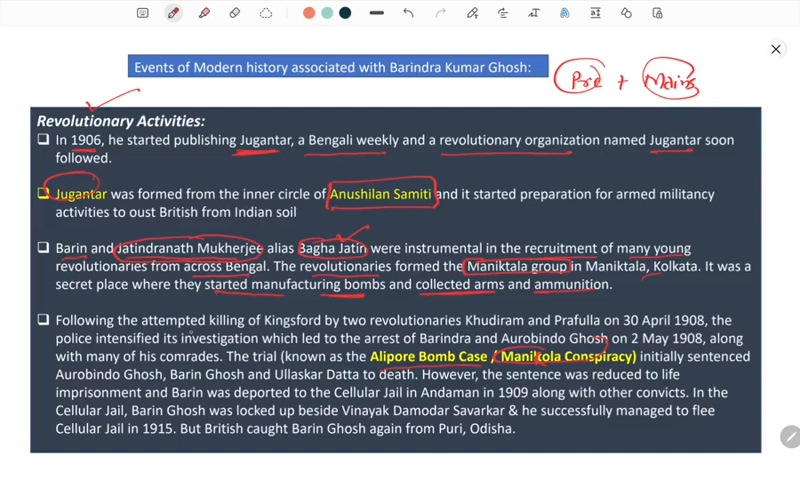 Events of Modern history associated with Barindra Kumar Ghosh:
Pre + Mains
Revolutionary Activities:
In 1906, he started publishing Jugantar, a Bengali weekly and a revolutionary organization named Jugantar soon
followed.
Jugantar was formed from the inner circle of Anushilan Samiti and it started preparation for armed militancy
activities to oust British from Indian soil
Barin and Jatindranath Mukherjee alias Bagha Jatin were instrumental in the recruitment of many young
revolutionaries from across Bengal. The revolutionaries formed the Maniktala group in Maniktala, Kolkata. It was a
secret place where they started manufacturing bombs and collected arms and ammunition.
Following the attempted killing of Kingsford by two revolutionaries Khudiram and Prafulla on 30 April 1908, the
police intensified its investigation which led to the arrest of Barindra and Aurobindo Ghosh on 2 May 1908, along
with many of his comrades. The trial (known as the Alipore Bomb Case / Maniktola Conspiracy) initially sentenced
Aurobindo Ghosh, Barin Ghosh and Ullaskar Datta to death. However, the sentence was reduced to life
imprisonment and Barin was deported to the Cellular Jail in Andaman in 1909 along with other convicts. In the
Cellular Jail, Barin Ghosh was locked up beside Vinayak Damodar Savarkar & he successfully managed to flee
Cellular Jail in 1915. But British caught Barin Ghosh again from Puri, Odisha.